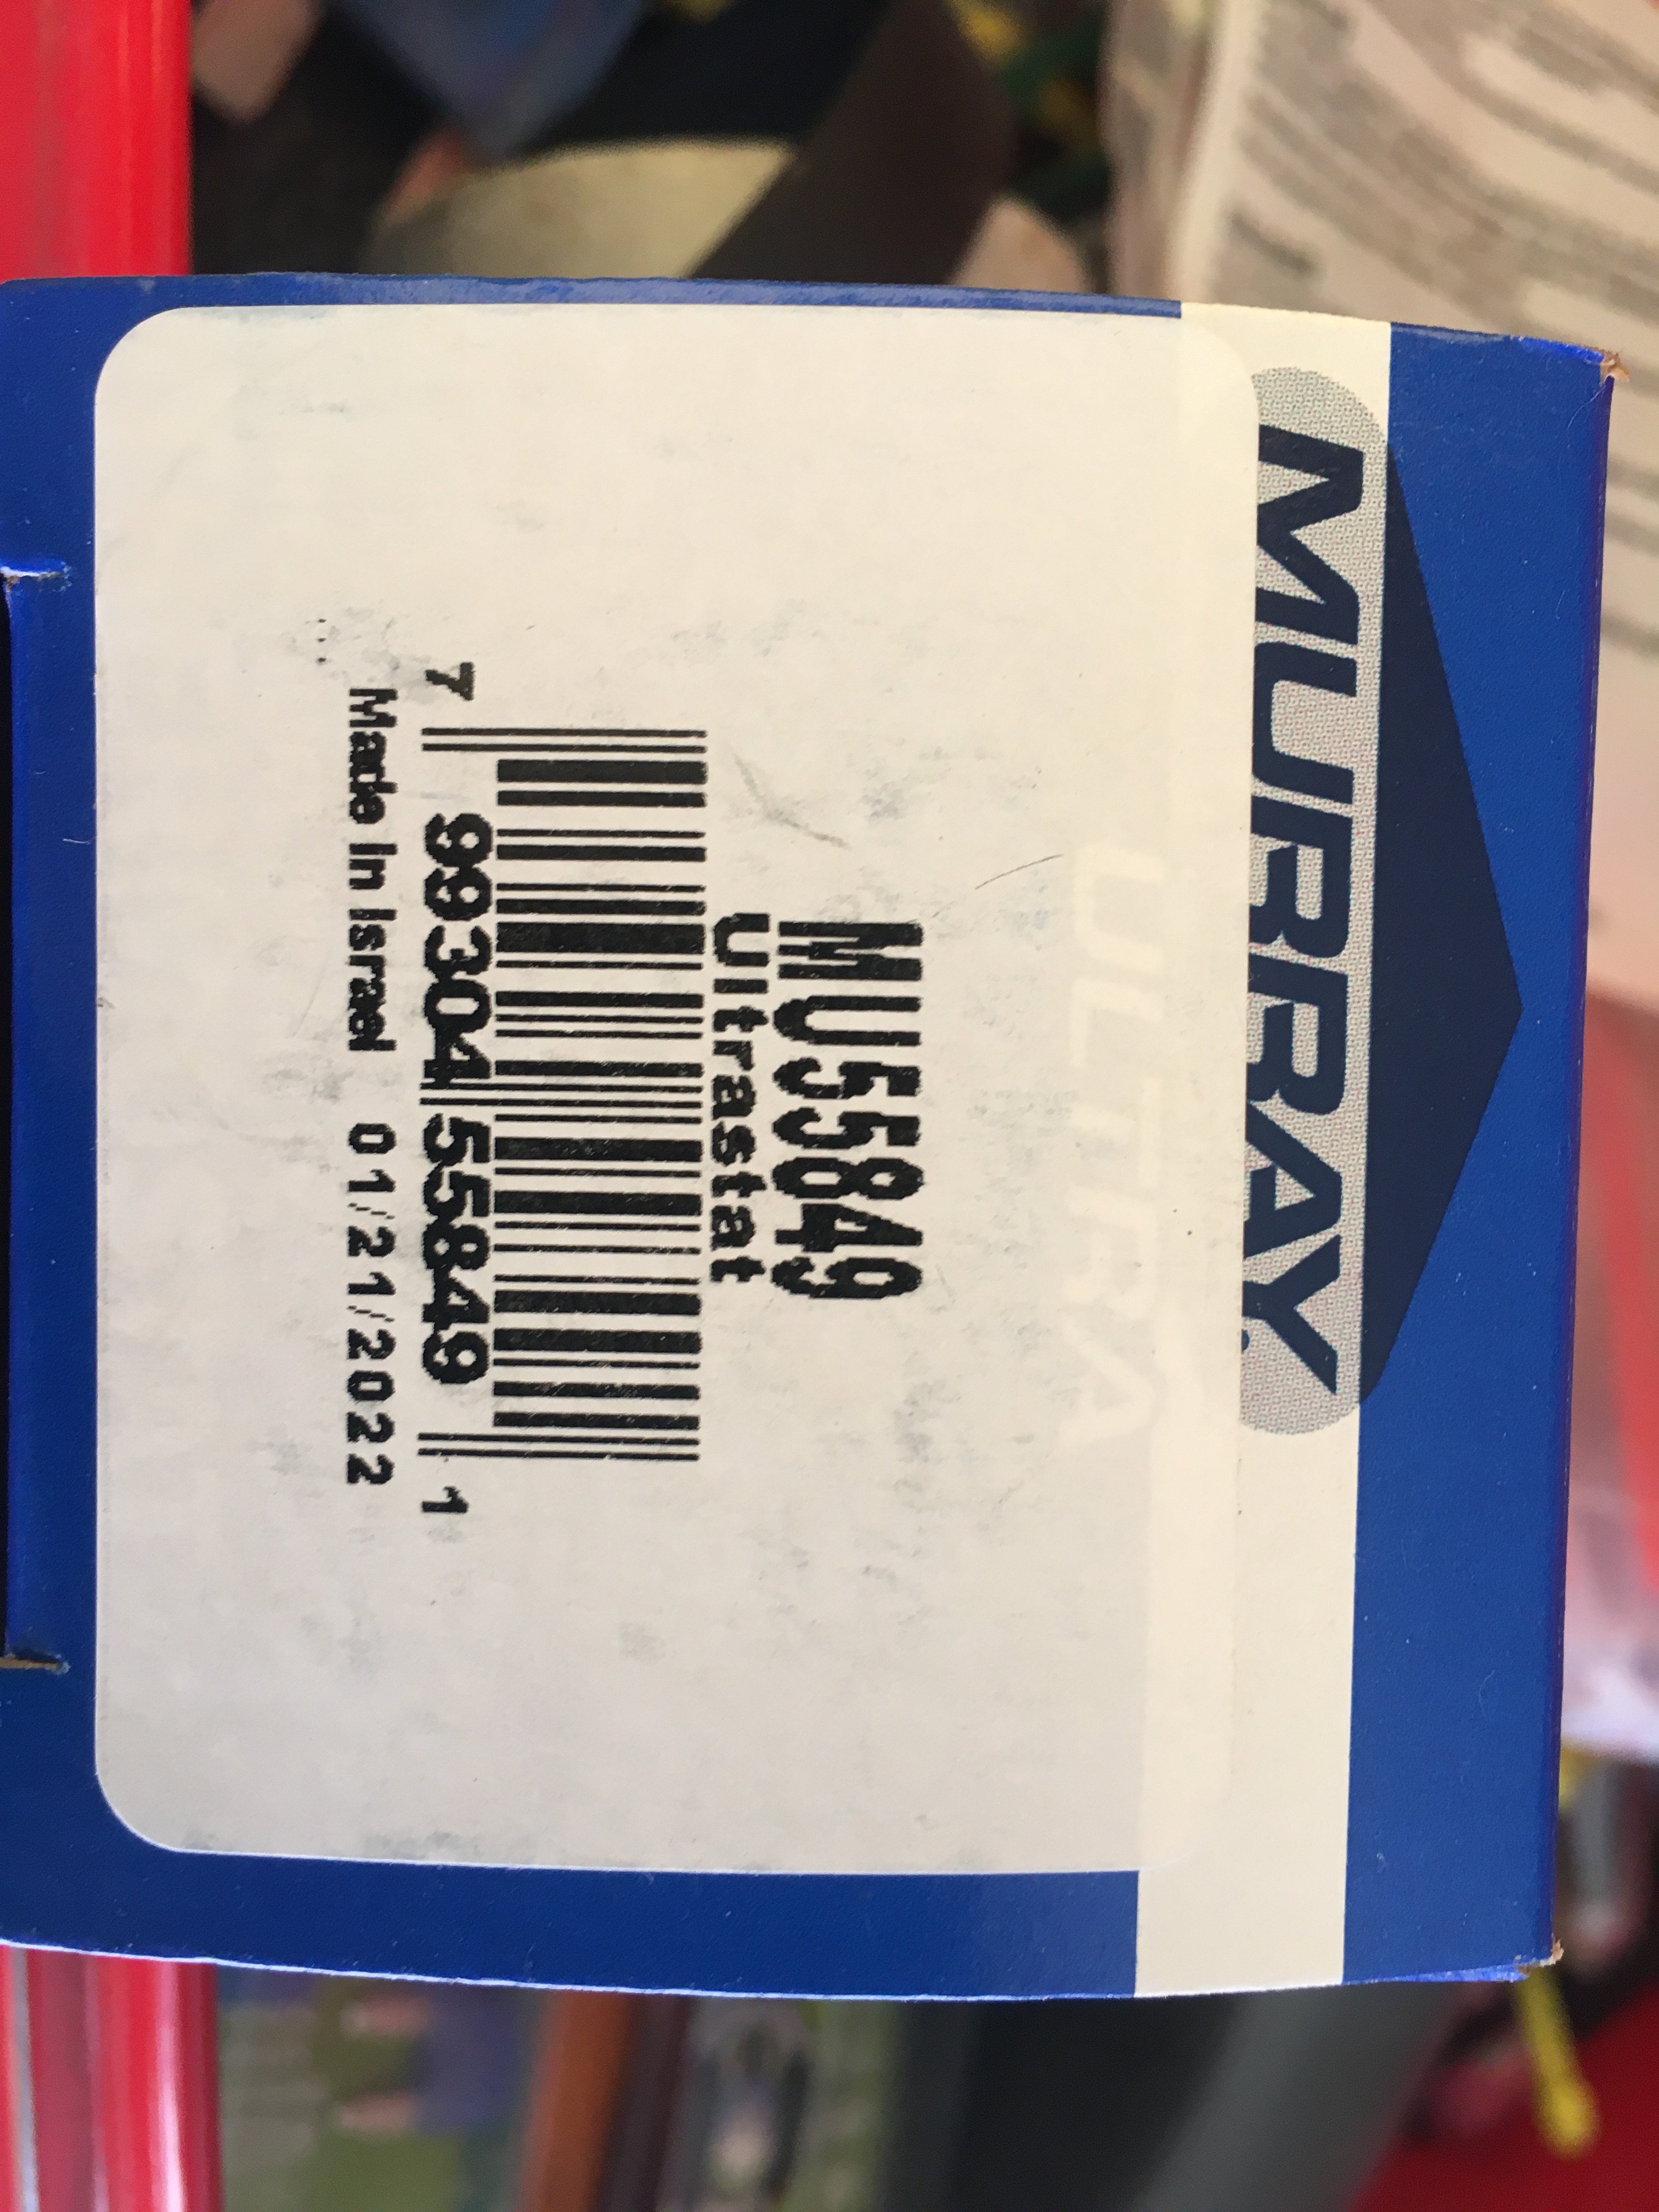 MURRAY
ULTRA
MU55849
Ultrastat
7 99304 55849 1
Made In Israel 01/21/2022